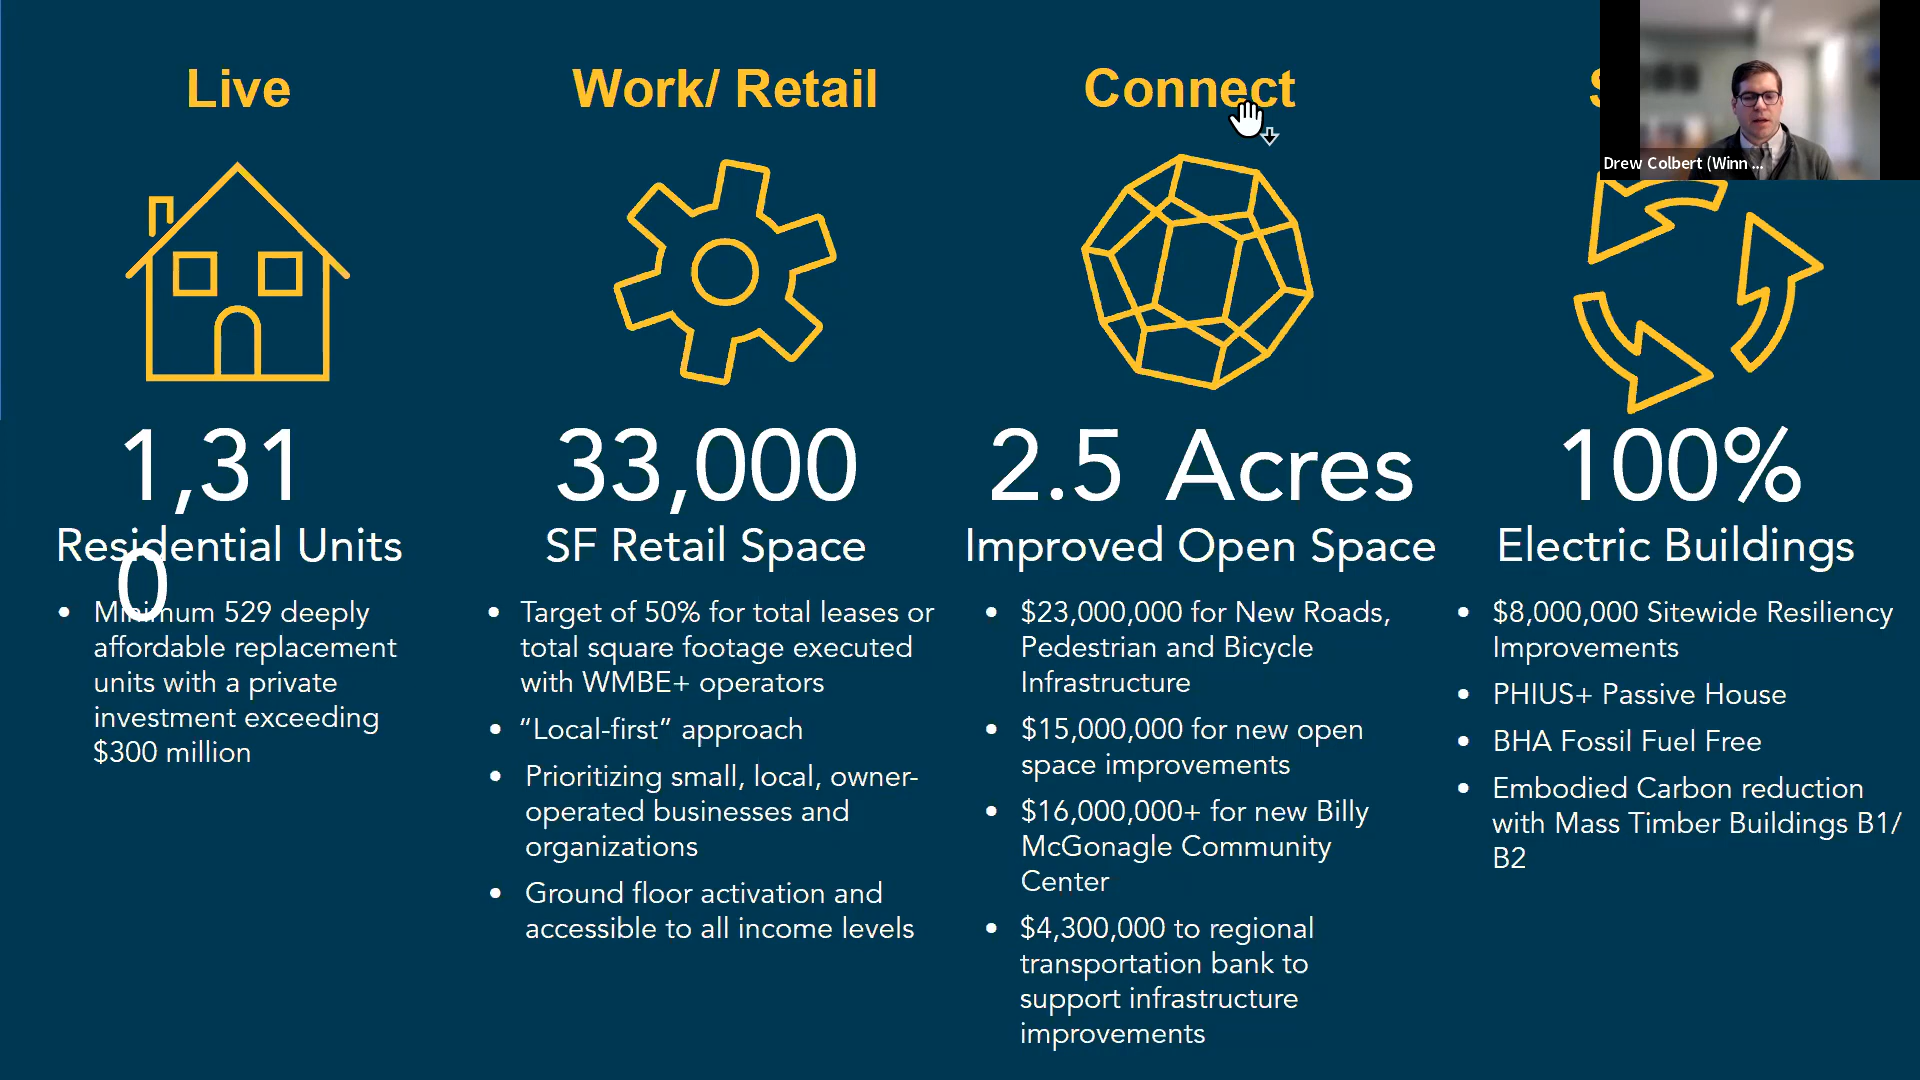 Live
1,31
0
Residential Units
• Minimum 529 deeply
affordable replacement
units with a private
investment exceeding
$300 million
Work/ Retail
33,000
SF Retail Space
• Target of 50% for total leases or
total square footage executed
with WMBE+ operators
• “Local-first” approach
• Prioritizing small, local, owner-
operated businesses and
organizations
• Ground floor activation and
accessible to all income levels
Connect
2.5 Acres
Improved Open Space
• $23,000,000 for New Roads,
Pedestrian and Bicycle
Infrastructure
• $15,000,000 for new open
space improvements
• $16,000,000+ for new Billy
McGonagle Community
Center
• $4,300,000 to regional
transportation bank to
support infrastructure
improvements
Drew Colbert (Winn ...
100%
Electric Buildings
• $8,000,000 Sitewide Resiliency
Improvements
• PHIUS+ Passive House
• BHA Fossil Fuel Free
• Embodied Carbon reduction
with Mass Timber Buildings B1/
B2